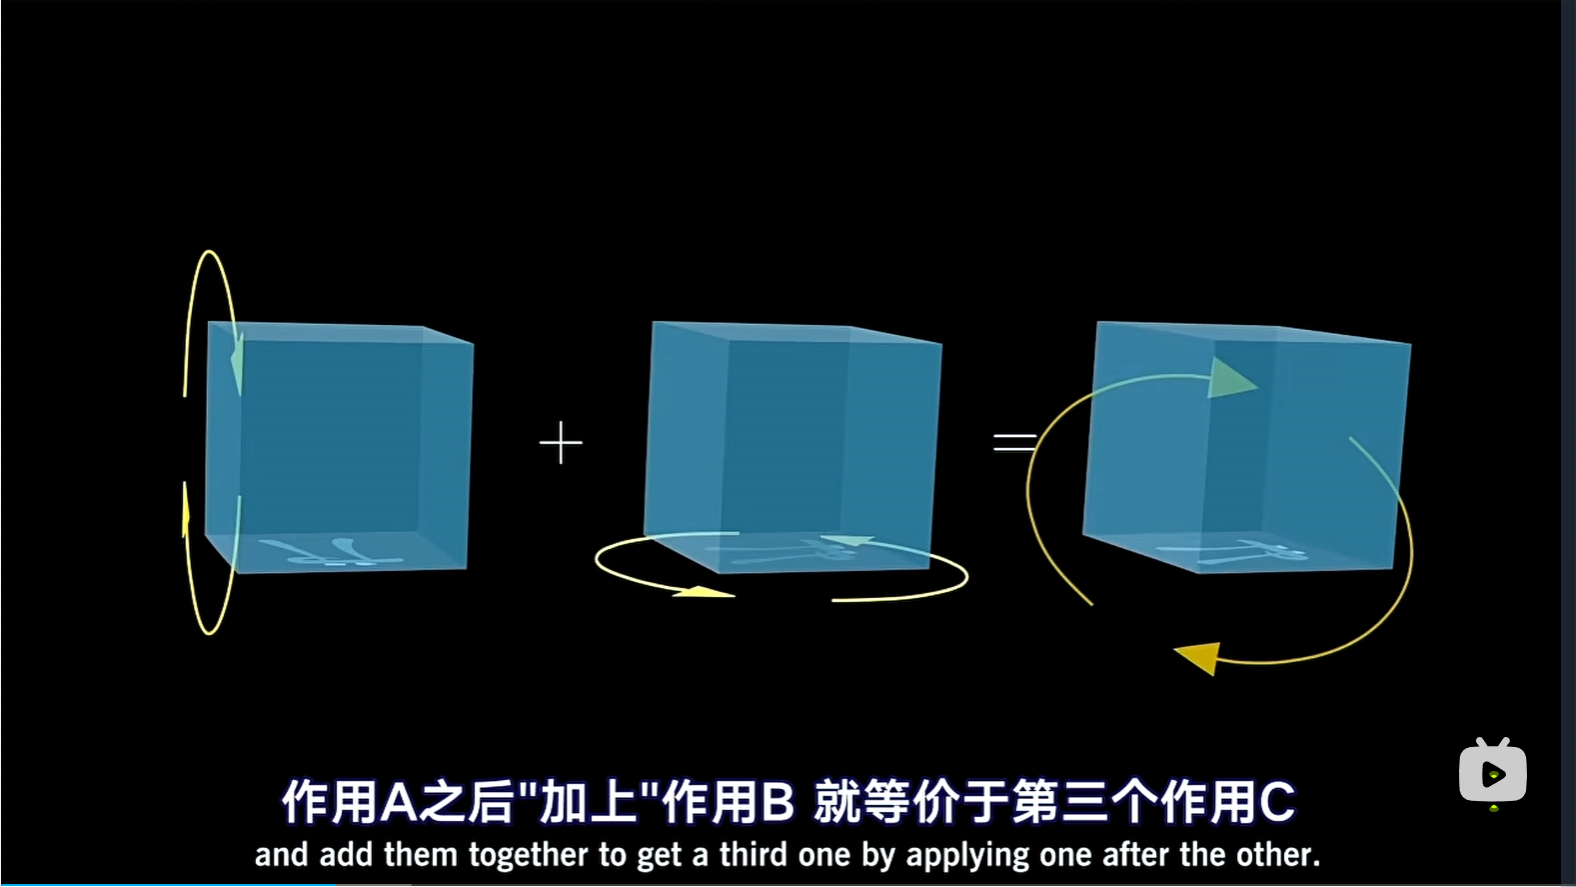 +
=
作用A之后"加上"作用B 就等价于第三个作用C
and add them together to get a third one by applying one after the other.